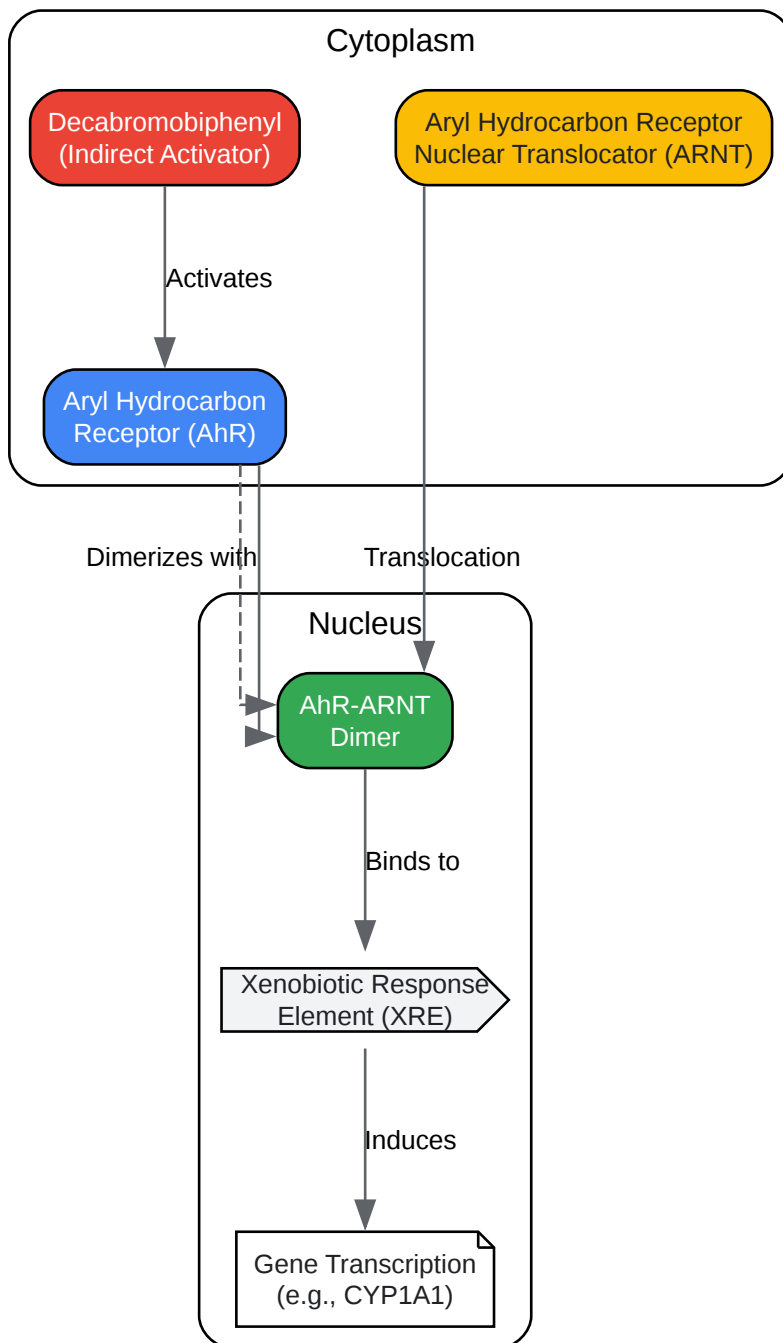 Cytoplasm
Decabromobiphenyl
(Indirect Activator)
Aryl Hydrocarbon Receptor
Nuclear Translocator (ARNT)
Activates
Aryl Hydrocarbon
Receptor (AhR)
Dimerizes with
Translocation
Nucleus
AhR-ARNT
Dimer
Binds to
Xenobiotic Response
Element (XRE)
Induces
Gene Transcription
(e.g., CYP1A1)